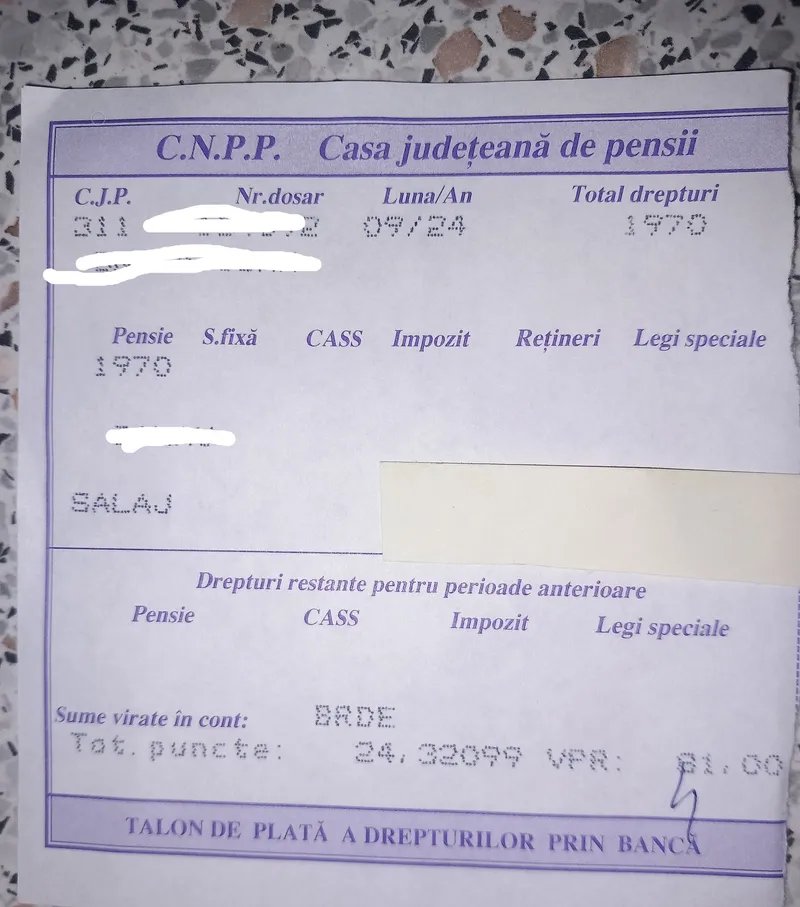 C.N.P.P. Casa județeană de pensii
C.J.P. Nr.dosar Luna/An Total drepturi
311 09/24 1970
Pensie S.fixă CASS Impozit Rețineri Legi speciale
1970
SALAJ
Drepturi restante pentru perioade anterioare
Pensie CASS Impozit Legi speciale
Sume virate în cont: BRDE
Tot.puncte: 24,32099 VPR: 81,00
TALON DE PLATĂ A DREPTURILOR PRIN BANCĂ